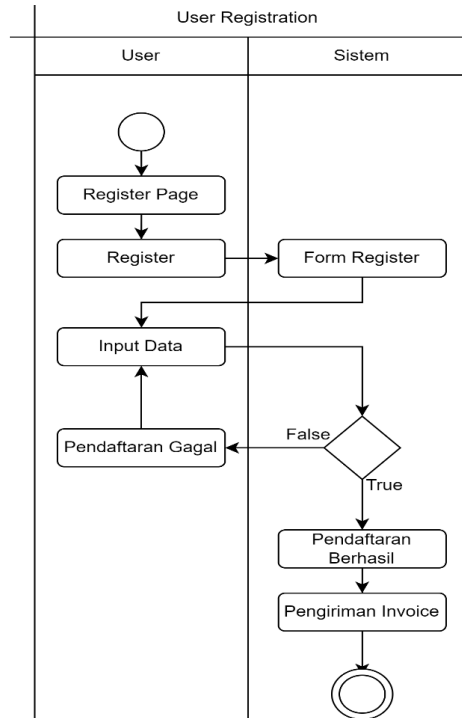 User Registration
User
Sistem
Register Page
Register
Form Register
Input Data
False
Pendaftaran Gagal
True
Pendaftaran
Berhasil
Pengiriman Invoice